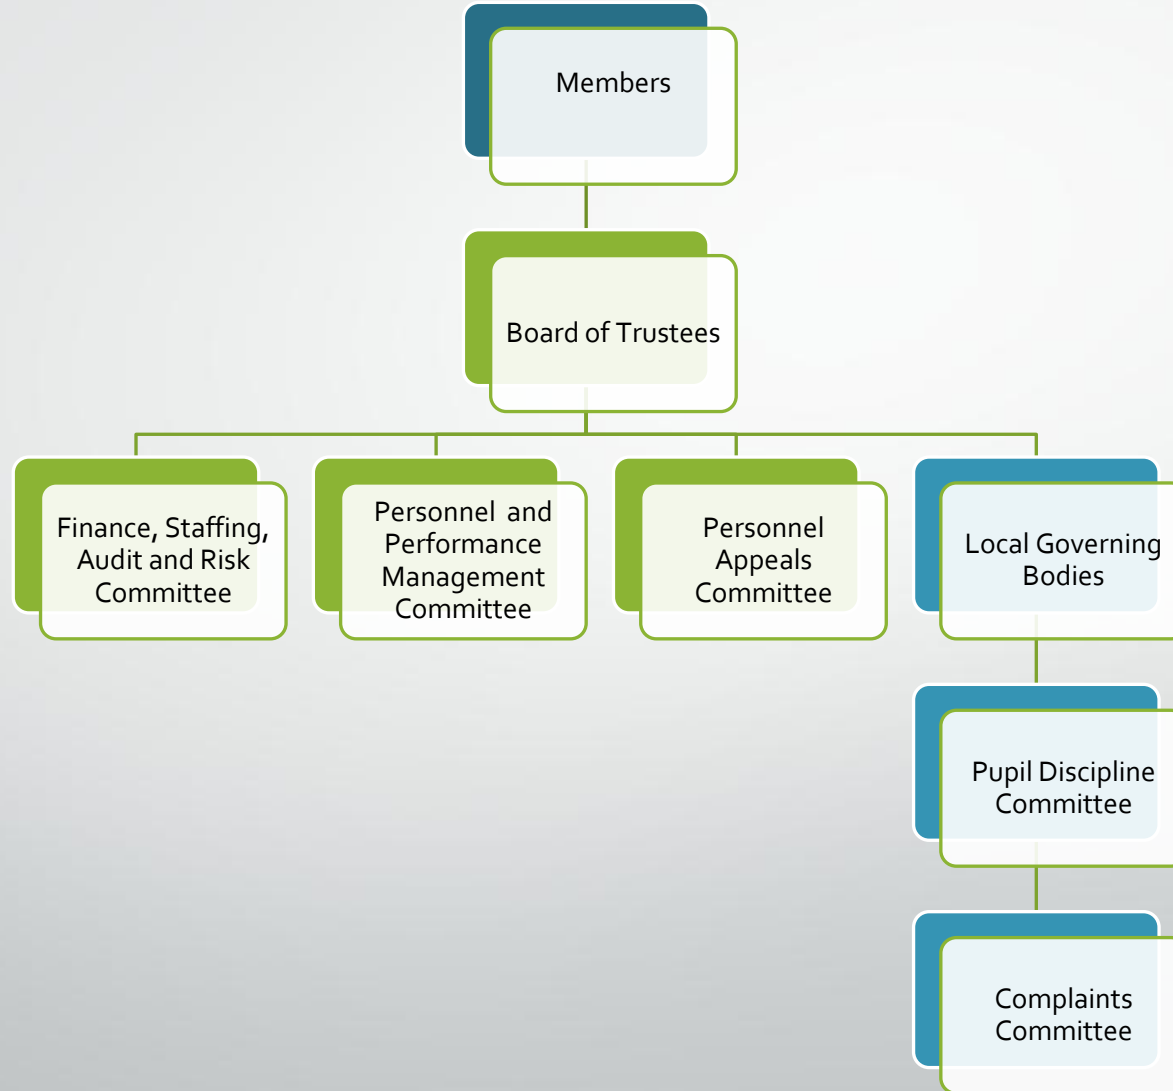 Members
Board of Trustees
Finance, Staffing,
Audit and Risk
Committee
Personnel and
Performance
Management
Committee
Personnel
Appeals
Committee
Local Governing
Bodies
Pupil Discipline
Committee
Complaints
Committee